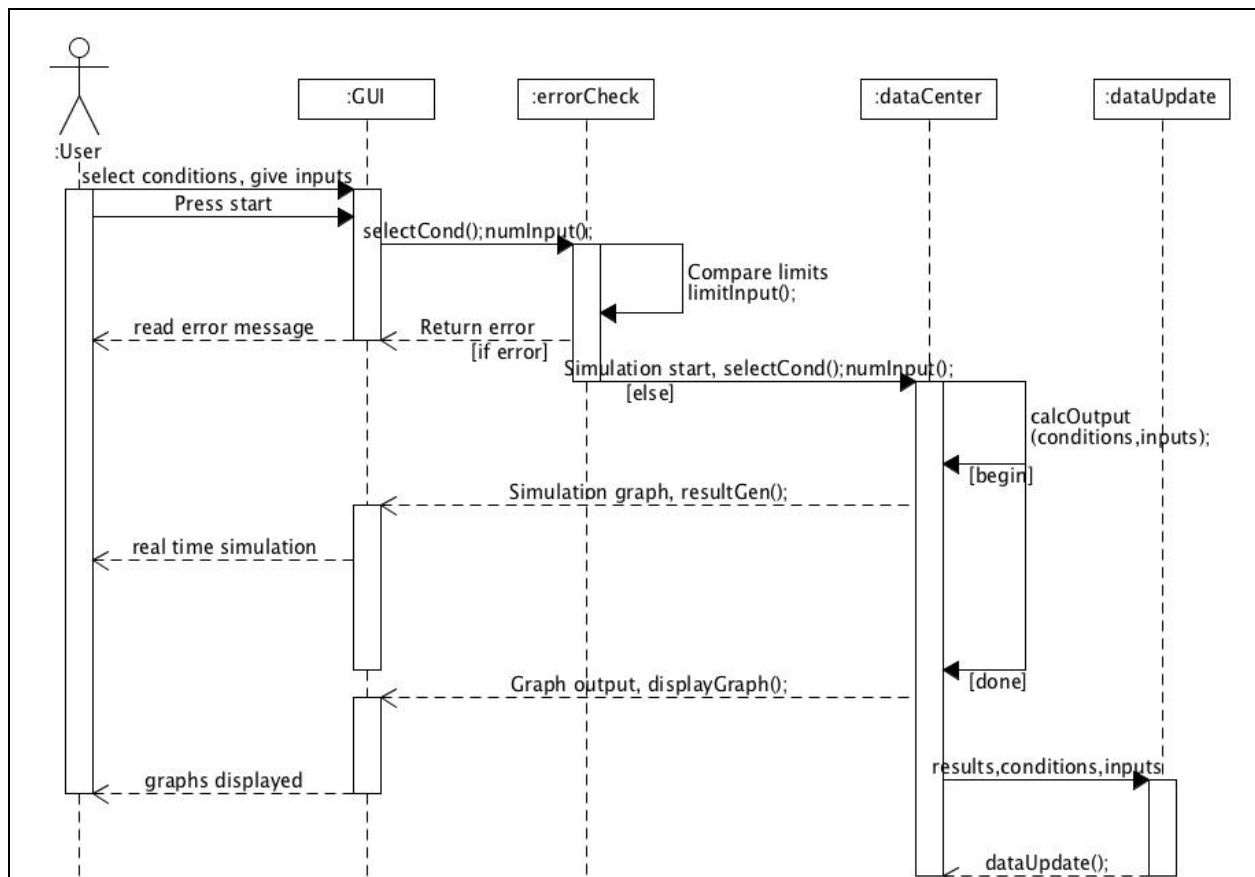 :GUI
:errorCheck
:dataCenter
:dataUpdate
:User
select conditions, give inputs
Press start
selectCond();numInput();
Compare limits
limitInput();
read error message
Return error
[if error]
Simulation start, selectCond();numInput();
[else]
calcOutput
(conditions,inputs);
[begin]
Simulation graph, resultGen();
real time simulation
[done]
Graph output, displayGraph();
results,conditions,inputs
graphs displayed
dataUpdate();